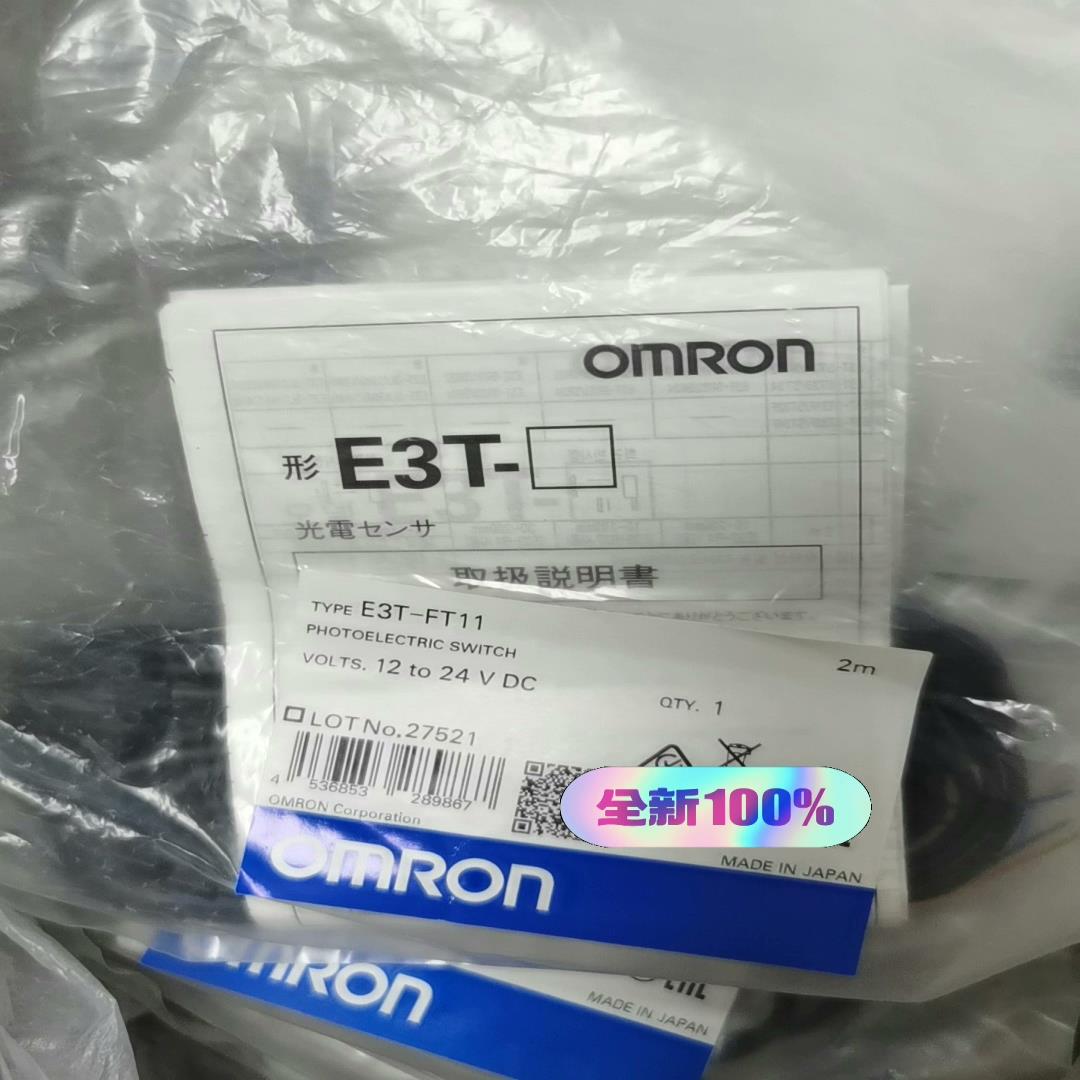 OMRON
形 E3T-□
光電センサ
取扱説明書
TYPE E3T-FT11
PHOTOELECTRIC SWITCH
VOLTS. 12 to 24 V DC
2m
QTY. 1
LOT No.27521
4 536853 289867
OMRON Corporation
全新100%
MADE IN JAPAN
OMRON
OMRON
MADE IN JAPAN